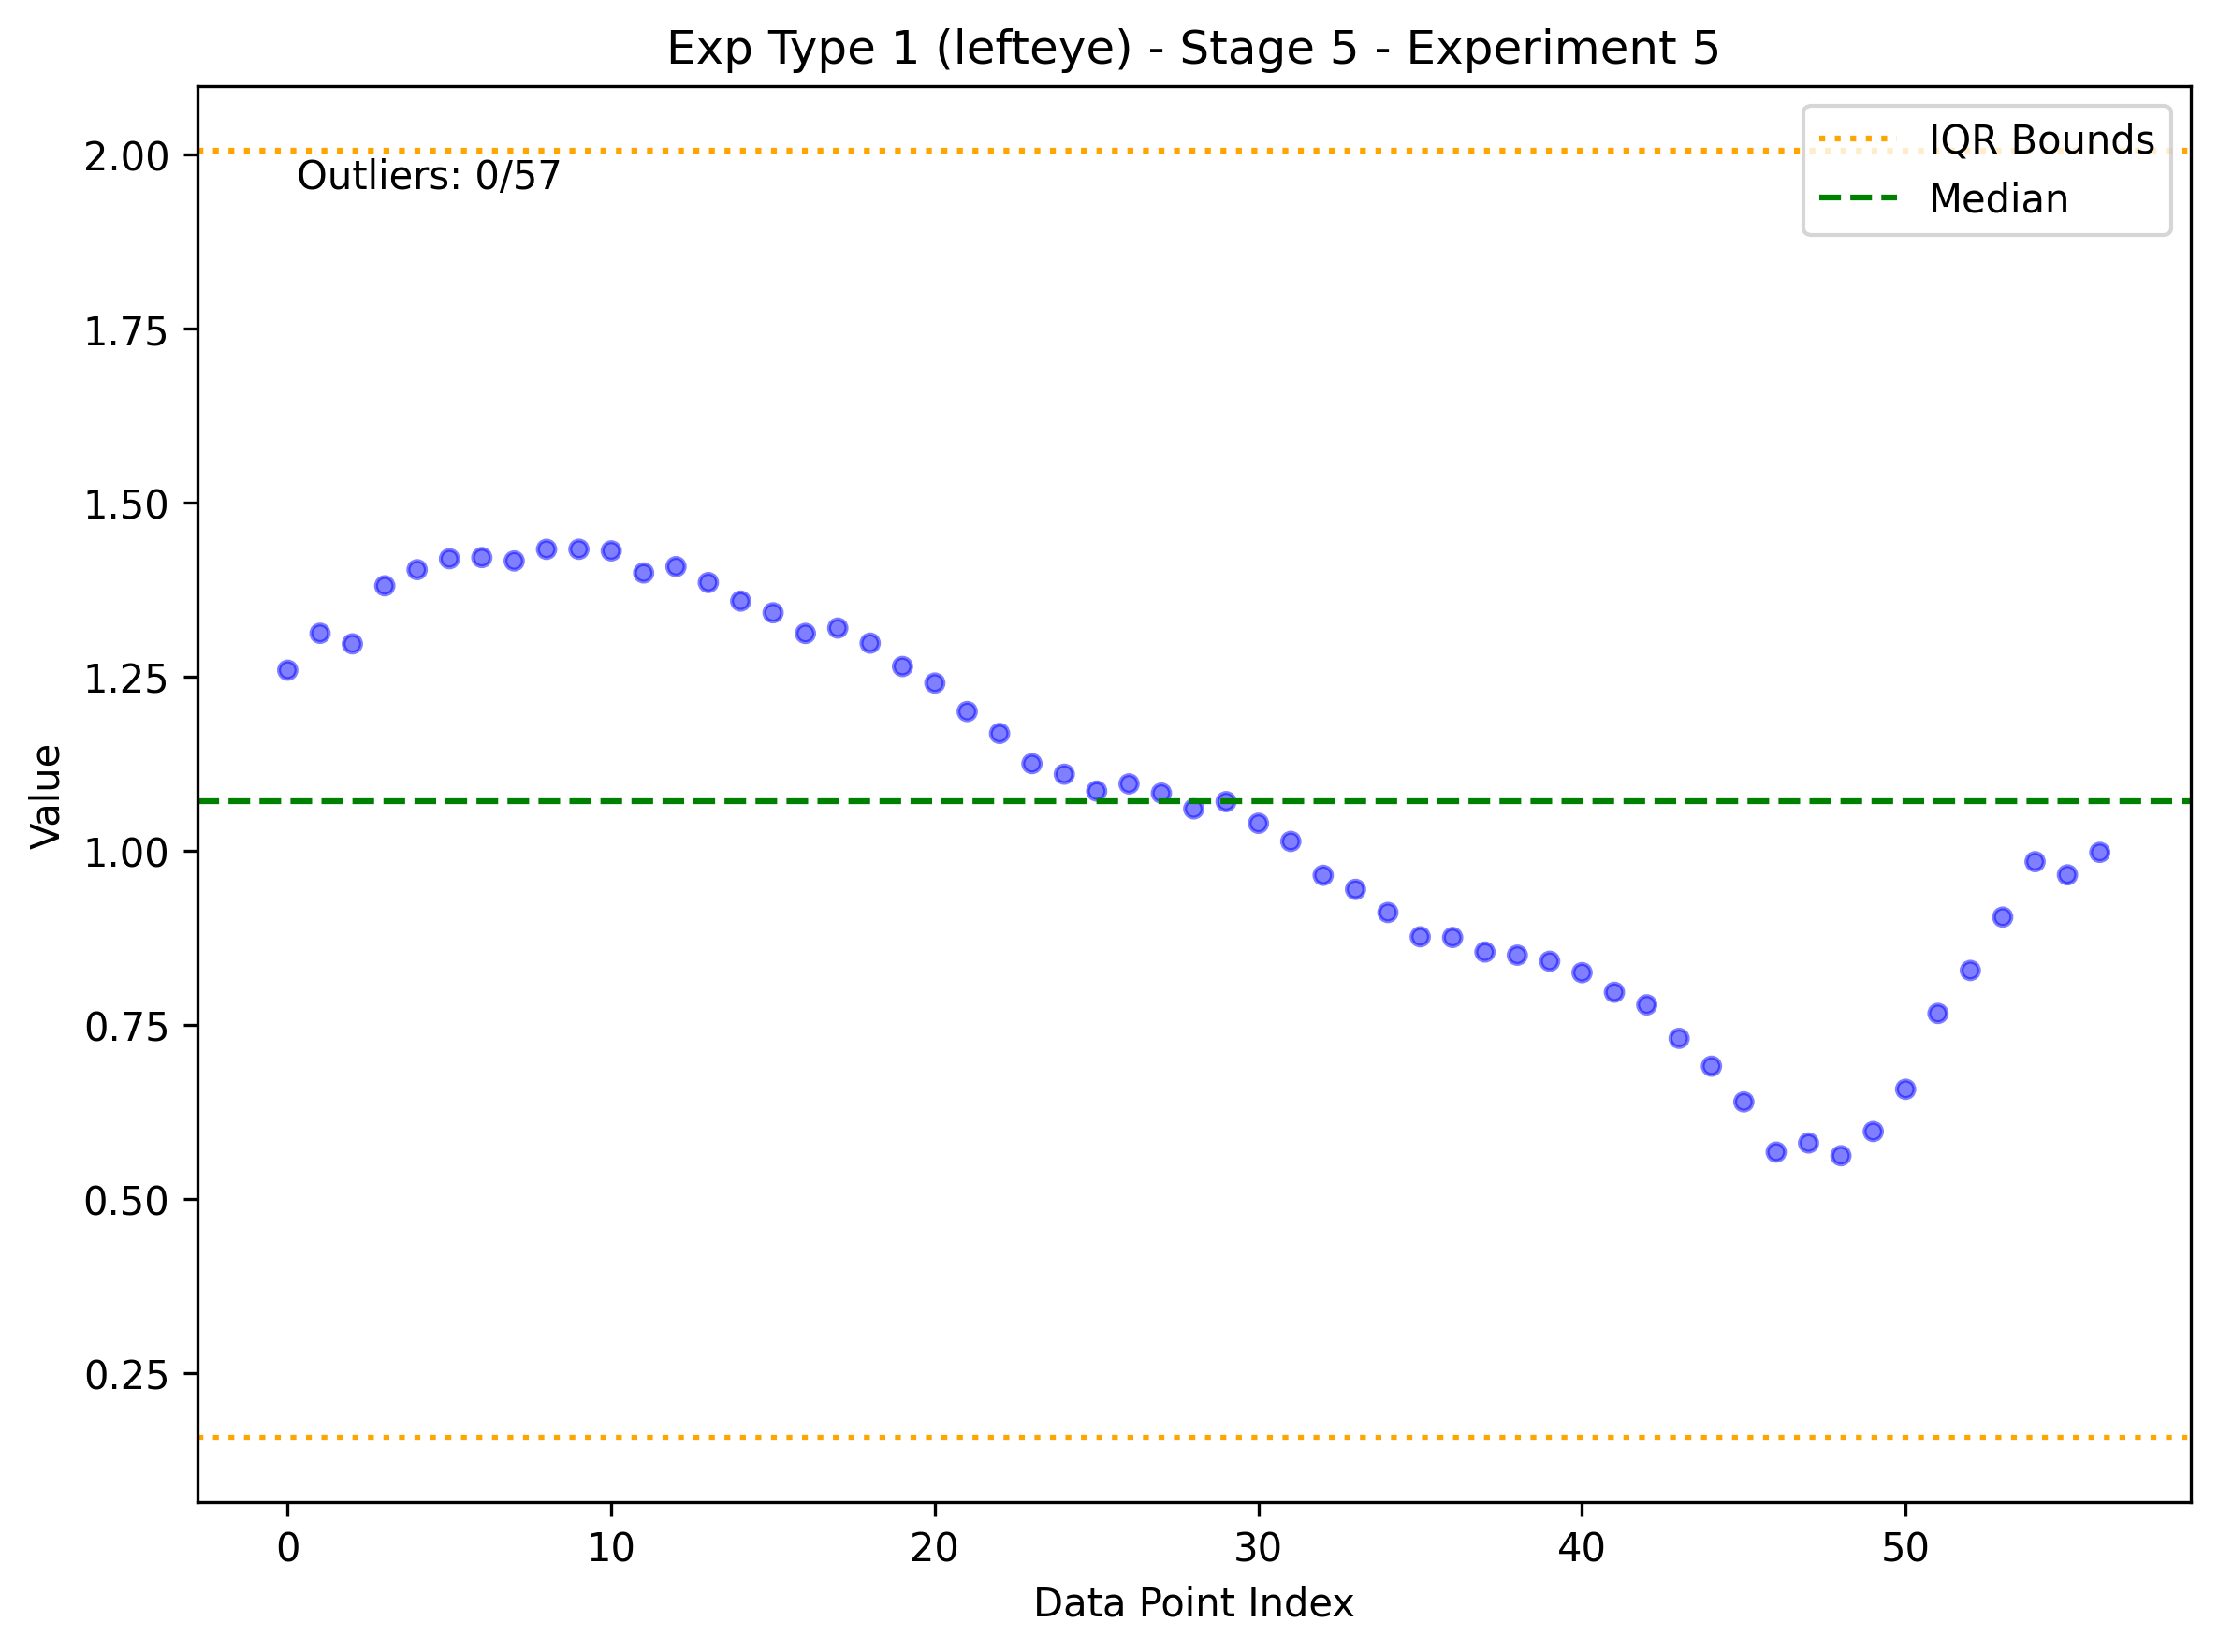 Exp Type 1 (lefteye) - Stage 5 - Experiment 5
2.00
1.75
1.50
1.25
1.00
0.75
0.50
0.25
Value
Outliers: 0/57
IQR Bounds
Median
0 10 20 30 40 50
Data Point Index